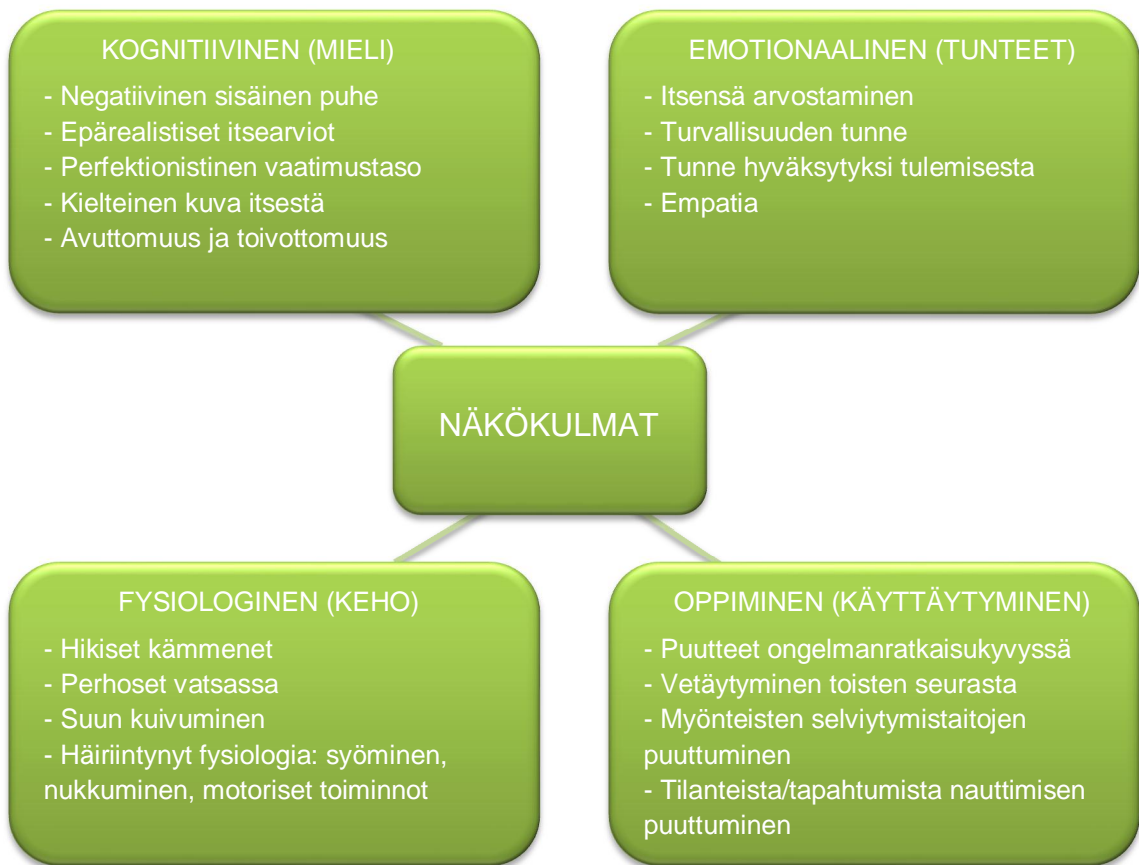 KOGNITIIVINEN (MIELI)
- Negatiivinen sisäinen puhe
- Epärealistiset itsearviot
- Perfektionistinen vaatimustaso
- Kielteinen kuva itsestä
- Avuttomuus ja toivottomuus
EMOTIONAALINEN (TUNTEET)
- Itsensä arvostaminen
- Turvallisuuden tunne
- Tunne hyväksytyksi tulemisesta
- Empatia
NÄKÖKULMAT
FYSIOLOGINEN (KEHO)
- Hikiset kämmenet
- Perhoset vatsassa
- Suun kuivuminen
- Häiriintynyt fysiologia: syöminen,
nukkuminen, motoriset toiminnot
OPPIMINEN (KÄYTTÄYTYMINEN)
- Puutteet ongelmanratkaisukyvyssä
- Vetäytyminen toisten seurasta
- Myönteisten selviytymistaitojen
puuttuminen
- Tilanteista/tapahtumista nauttimisen
puuttuminen